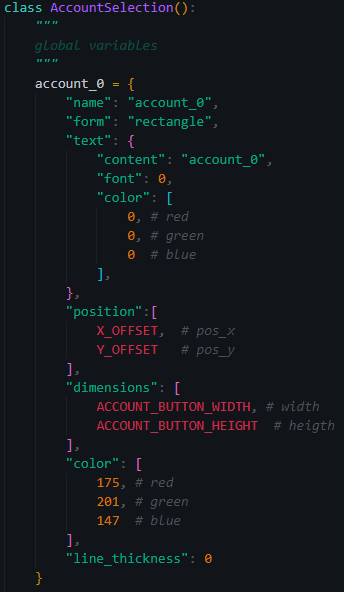 class AccountSelection():
    """
    global variables
    """
    account_0 = {
        "name": "account_0",
        "form": "rectangle",
        "text": {
            "content": "account_0",
            "font": 0,
            "color": [
                0, # red
                0, # green
                0  # blue
            ],
        },
        "position":[
            X_OFFSET,  # pos_x
            Y_OFFSET   # pos_y
        ],
        "dimensions": [
            ACCOUNT_BUTTON_WIDTH, # width
            ACCOUNT_BUTTON_HEIGHT  # heigth
        ],
        "color": [
            175, # red
            201, # green
            147  # blue
        ],
        "line_thickness": 0
    }